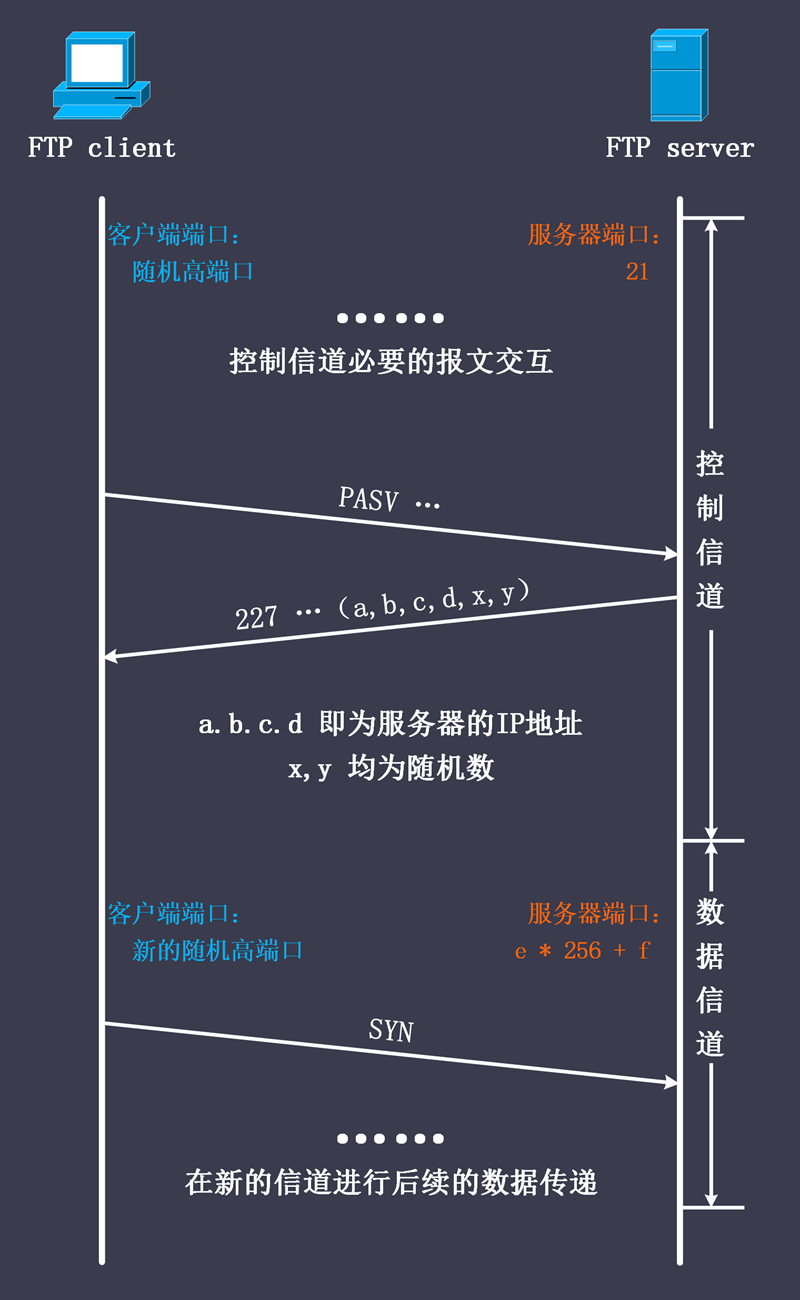 FTP client
FTP server
客户端端口：
随机高端口
服务器端口：
21
......
控制信道必要的报文交互
控制信道
PASV …
227 …（a,b,c,d,x,y）
a.b.c.d 即为服务器的IP地址
x,y 均为随机数
客户端端口：
新的随机高端口
服务器端口：
e * 256 + f
数据信道
SYN
......
在新的信道进行后续的数据传递